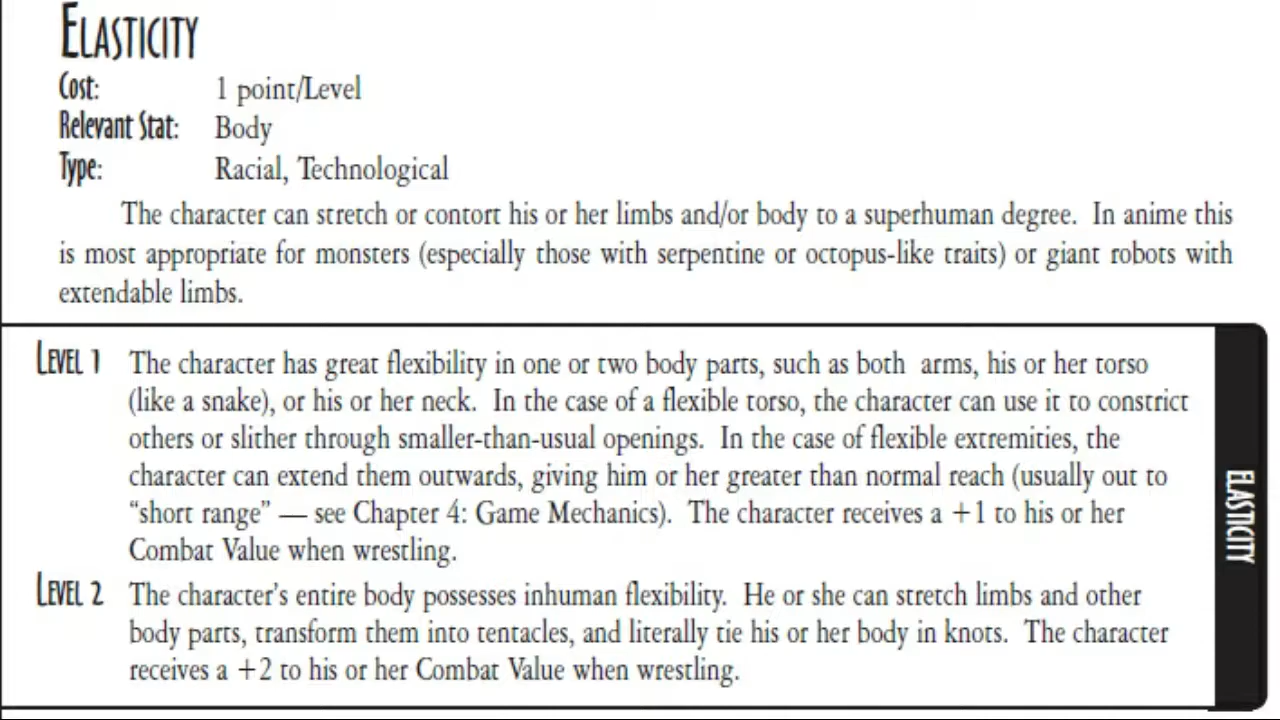 ELASTICITY
Cost: 1 point/Level
Relevant Stat: Body
Type: Racial, Technological
The character can stretch or contort his or her limbs and/or body to a superhuman degree. In anime this
is most appropriate for monsters (especially those with serpentine or octopus-like traits) or giant robots with
extendable limbs.
LEVEL 1 The character has great flexibility in one or two body parts, such as both arms, his or her torso
(like a snake), or his or her neck. In the case of a flexible torso, the character can use it to constrict
others or slither through smaller-than-usual openings. In the case of flexible extremities, the
character can extend them outwards, giving him or her greater than normal reach (usually out to
“short range” — see Chapter 4: Game Mechanics). The character receives a +1 to his or her
Combat Value when wrestling.
LEVEL 2 The character’s entire body possesses inhuman flexibility. He or she can stretch limbs and other
body parts, transform them into tentacles, and literally tie his or her body in knots. The character
receives a +2 to his or her Combat Value when wrestling.
ELASTICITY